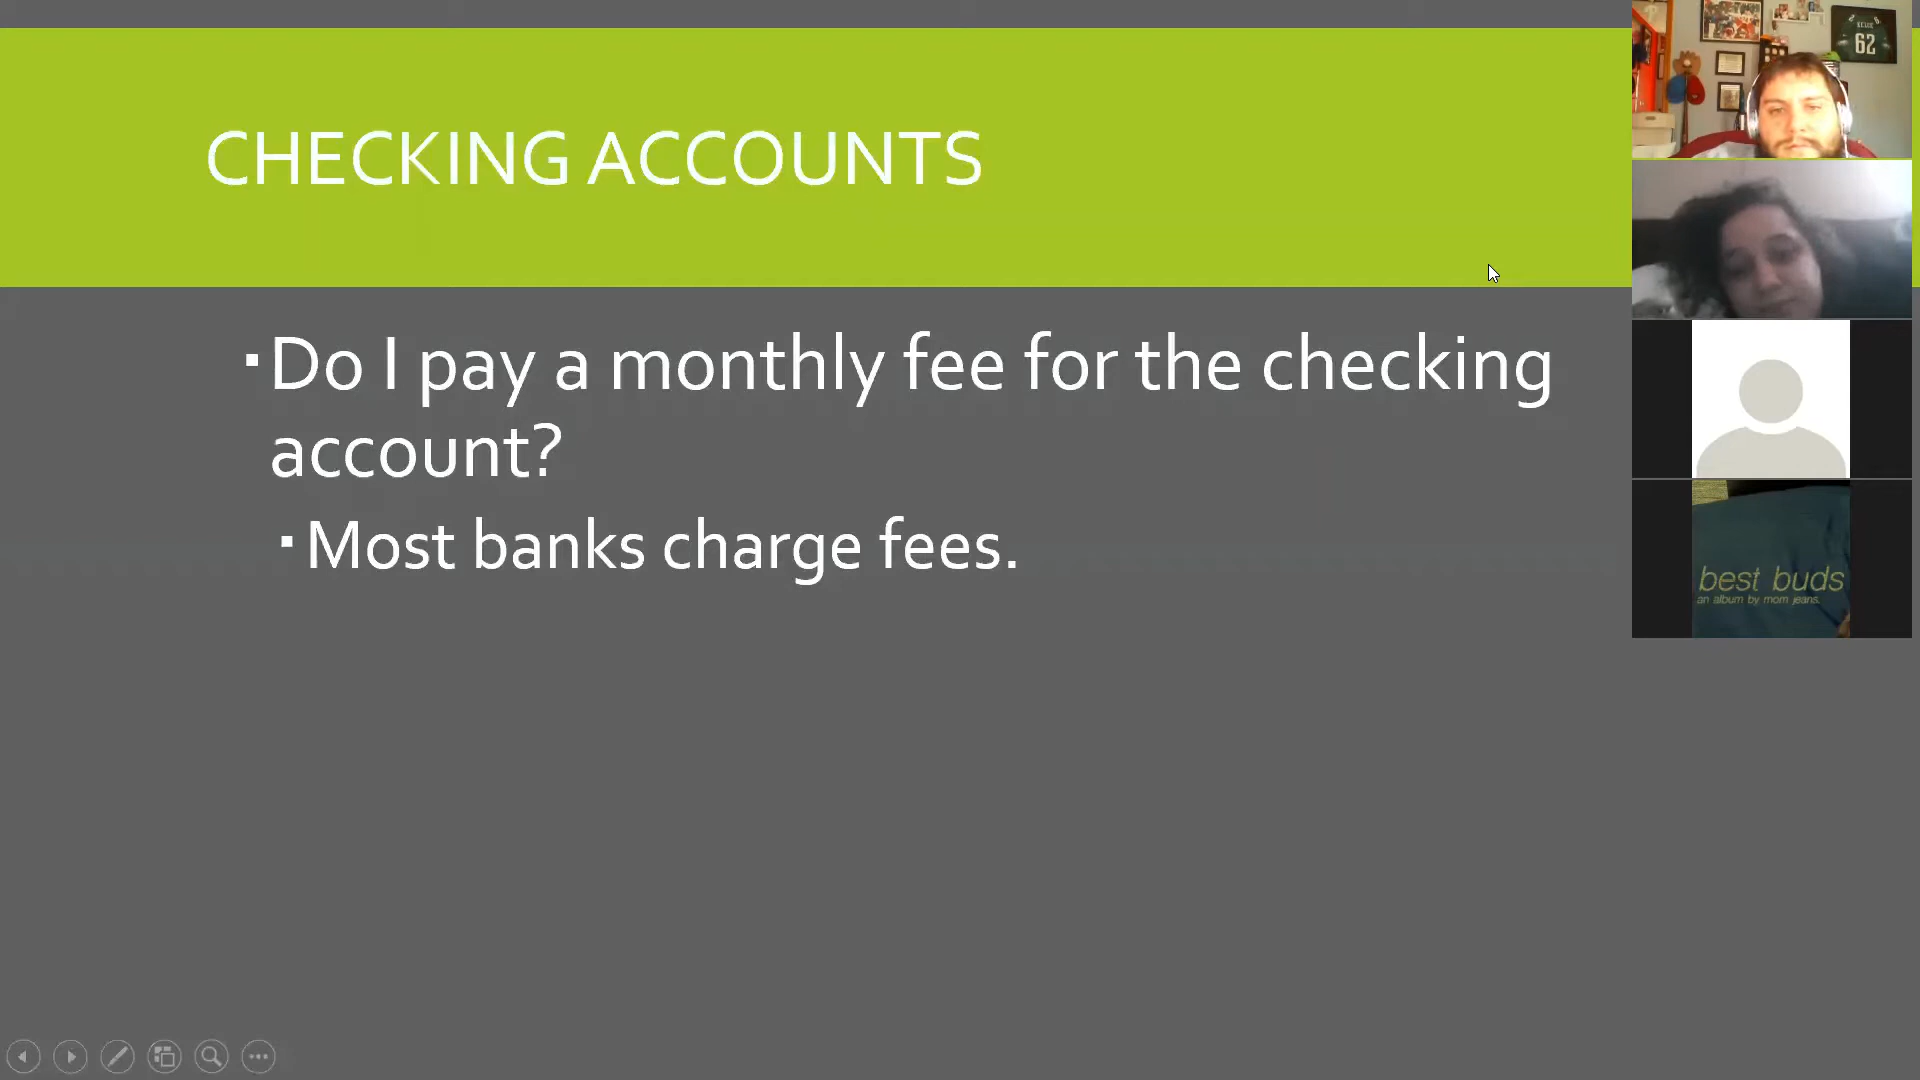 CHECKING ACCOUNTS
Do I pay a monthly fee for the checking
account?
Most banks charge fees.
62
best buds
an album by mom jeans.